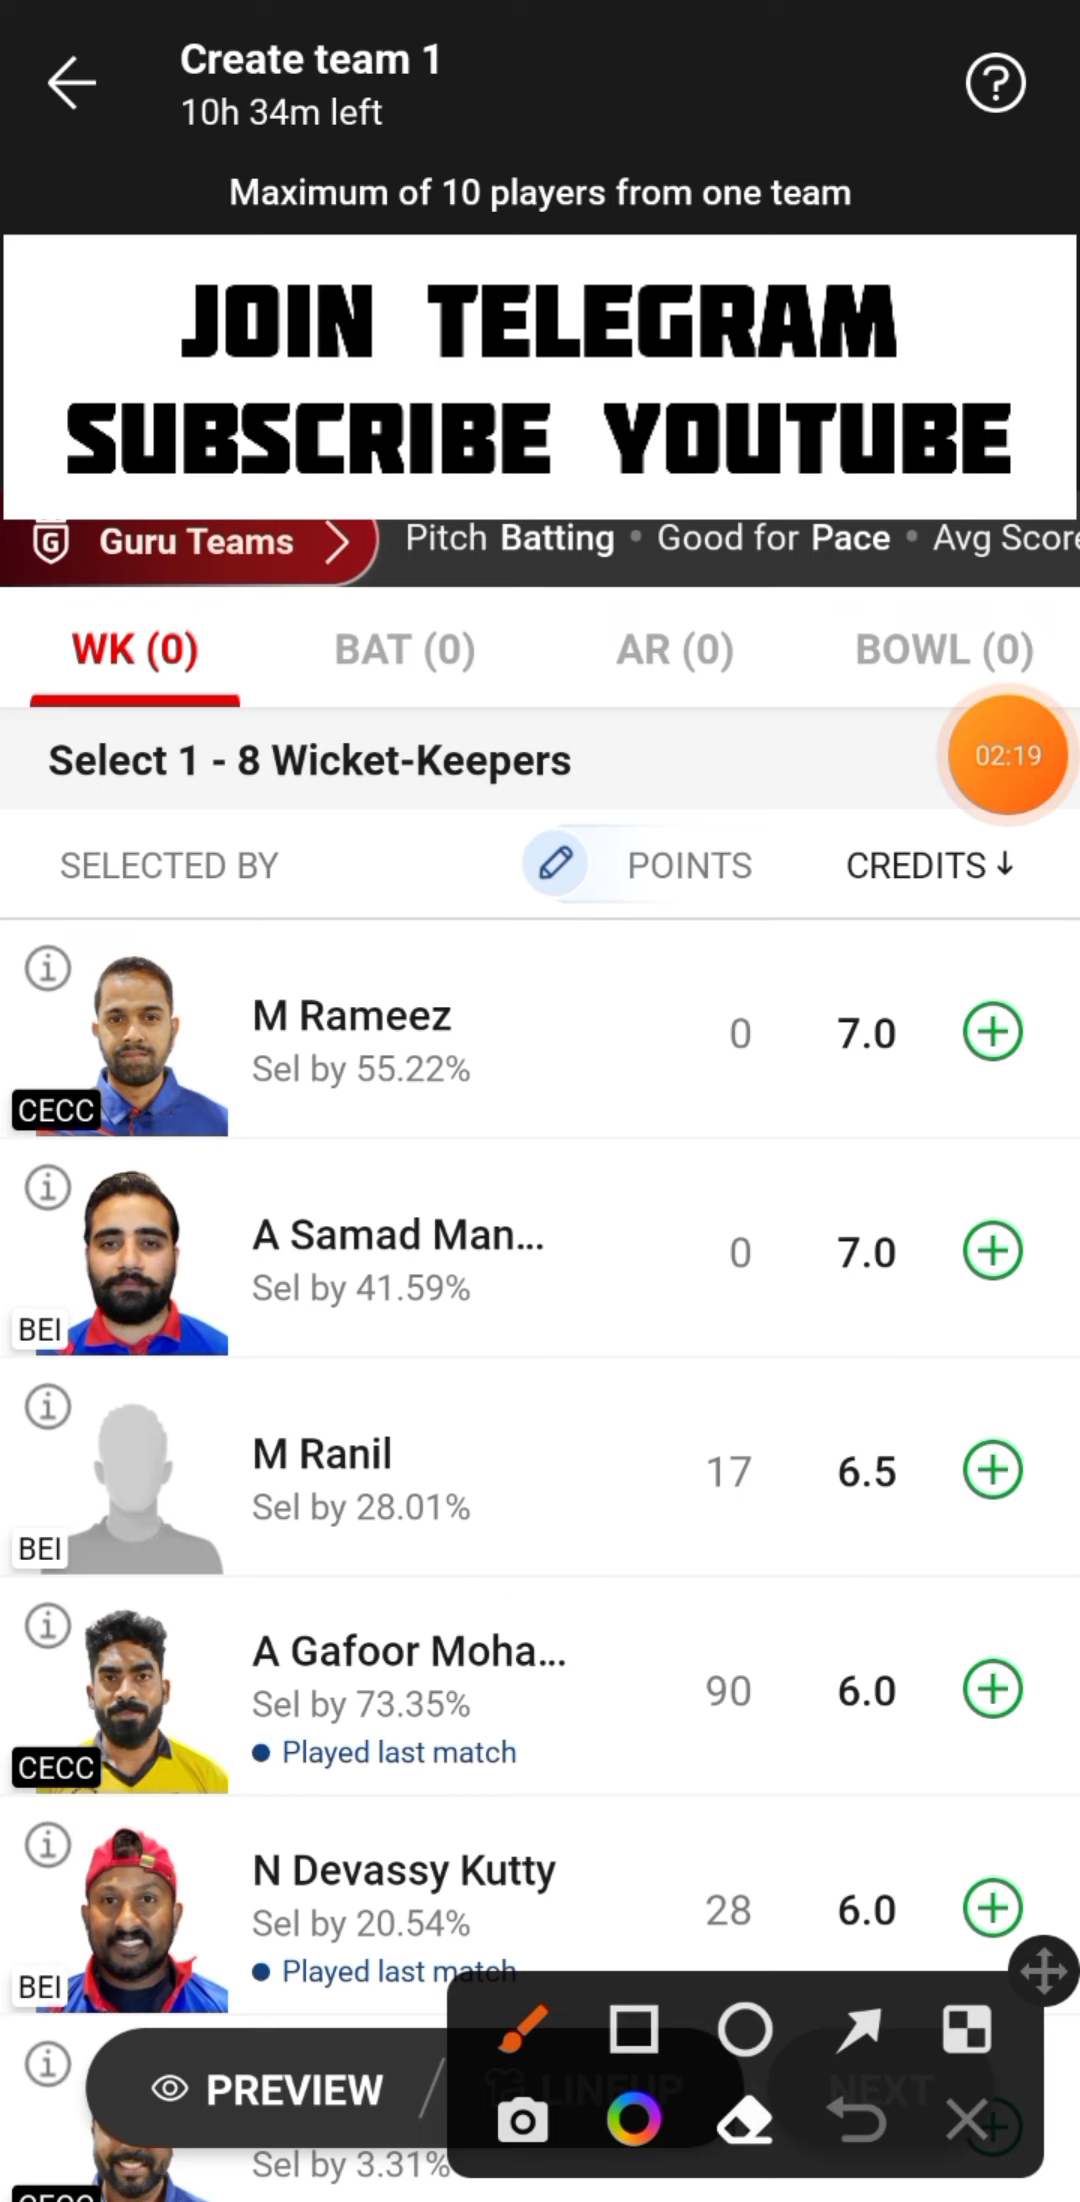 Create team 1
10h 34m left
Maximum of 10 players from one team
JOIN TELEGRAM
SUBSCRIBE YOUTUBE
G Guru Teams Pitch Batting • Good for Pace • Avg Score
WK (0) BAT (0) AR (0) BOWL (0)
Select 1 - 8 Wicket-Keepers
02:19
SELECTED BY POINTS CREDITS ↓
M Rameez 0 7.0
Sel by 55.22%
CECC
A Samad Man... 0 7.0
Sel by 41.59%
BEI
M Ranil 17 6.5
Sel by 28.01%
BEI
A Gafoor Moha... 90 6.0
Sel by 73.35%
• Played last match
CECC
N Devassy Kutty 28 6.0
Sel by 20.54%
• Played last match
BEI
PREVIEW / LINEUP NEXT
Sel by 3.31%
CECC